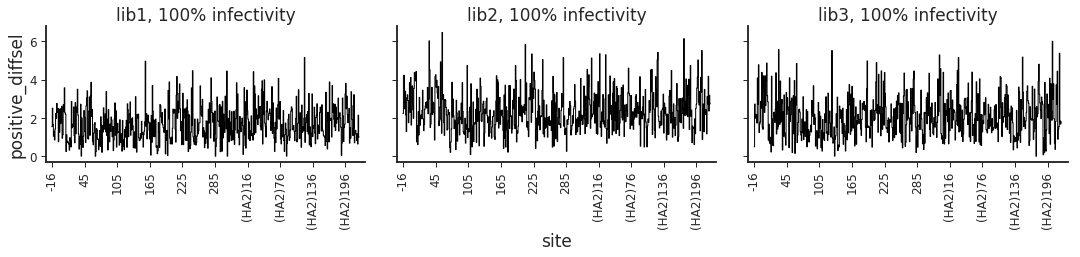 lib1, 100% infectivity
lib2, 100% infectivity
lib3, 100% infectivity
positive_diffsel
6
4
2
0
-16 45 105 165 225 285 (HA2)16 (HA2)76 (HA2)136 (HA2)196
-16 45 105 165 225 285 (HA2)16 (HA2)76 (HA2)136 (HA2)196
-16 45 105 165 225 285 (HA2)16 (HA2)76 (HA2)136 (HA2)196
site